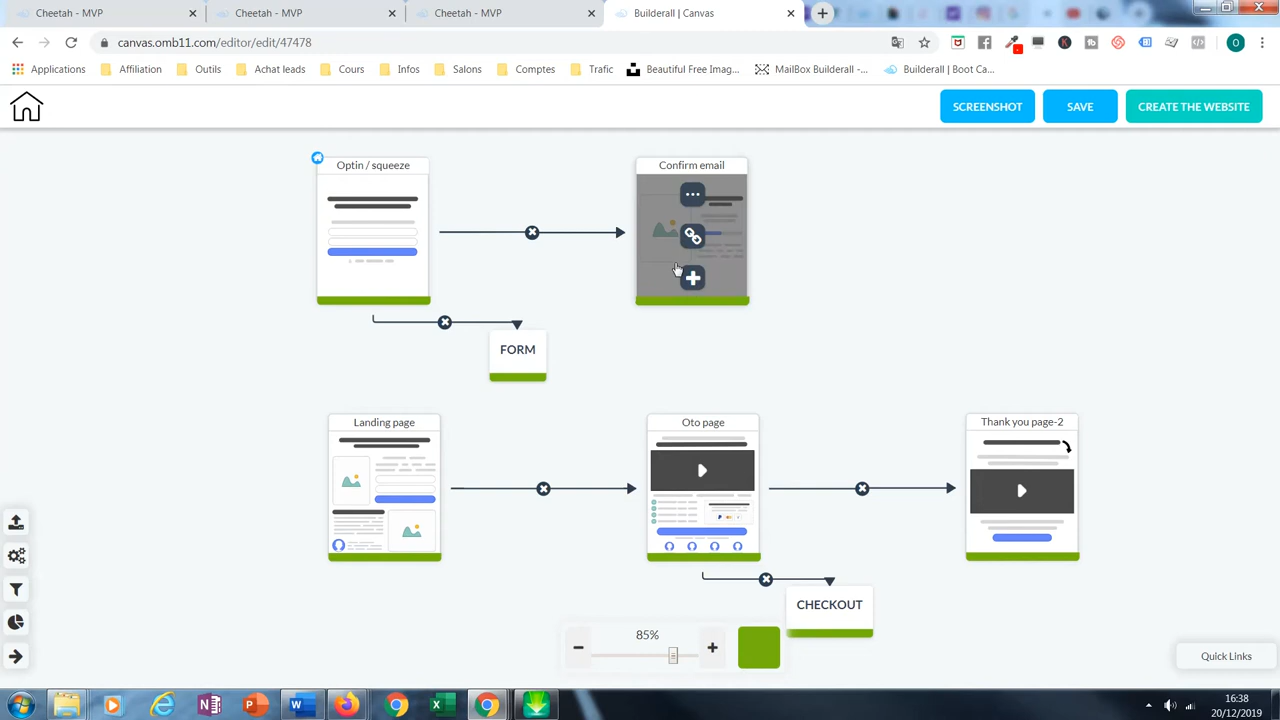 Cheetah - MVP
Cheetah - MVP
Cheetah - MVP
Builderall | Canvas
canvas.omb11.com/editor/edit/27478
Applications
Affiliation
Outils
Achat leads
Cours
Infos
Salons
Comptes
Trafic
Beautiful Free Imag...
MailBox Builderall -...
Builderall | Boot Ca...
SCREENSHOT
SAVE
CREATE THE WEBSITE
Optin / squeeze
Confirm email
FORM
Landing page
Oto page
Thank you page-2
CHECKOUT
85%
Quick Links
16:38
20/12/2019